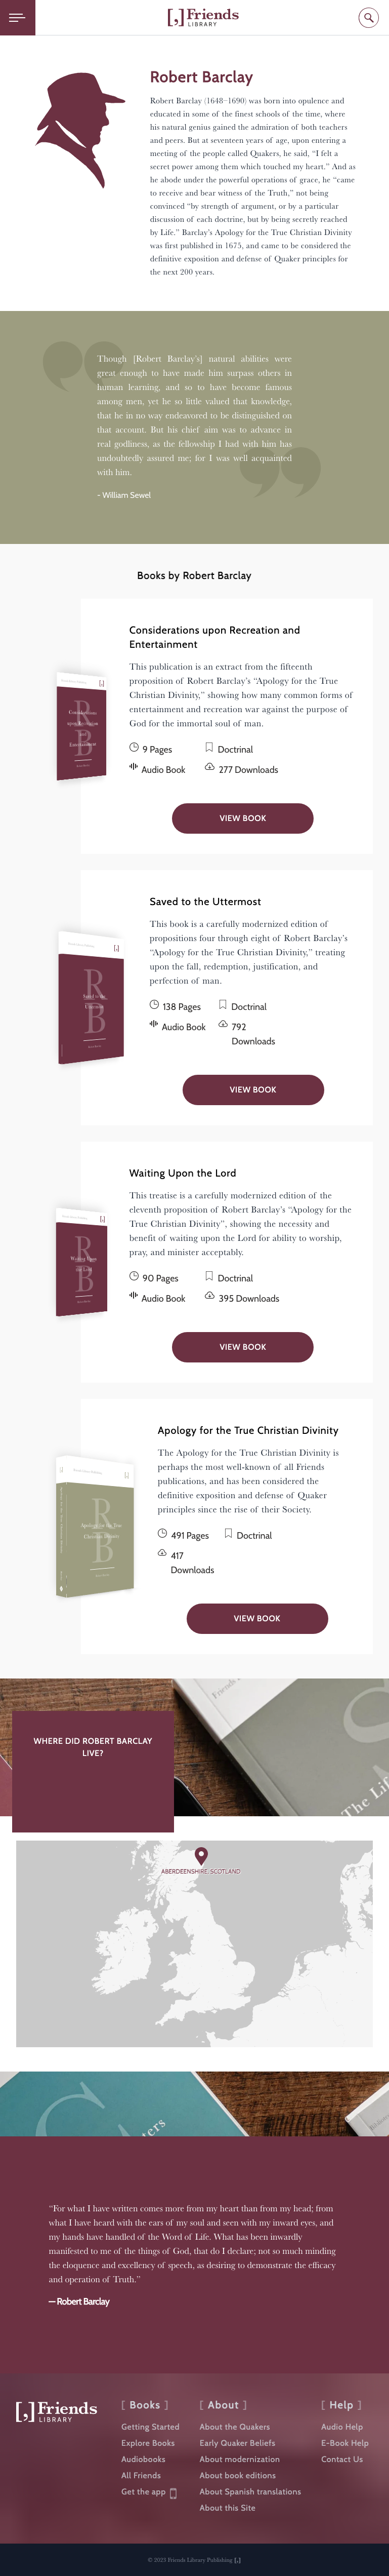 [,] Friends
LIBRARY
Robert Barclay
Robert Barclay (1648–1690) was born into opulence and
educated in some of the finest schools of the time, where
his natural genius gained the admiration of both teachers
and peers. But at seventeen years of age, upon entering a
meeting of the people called Quakers, he said, “I felt a
secret power among them which touched my heart.” And as
he abode under the powerful operations of grace, he “came
to receive and bear witness of the Truth,” not being
convinced “by strength of argument, or by a particular
discussion of each doctrine, but by being secretly reached
by Life.” Barclay’s Apology for the True Christian Divinity
was first published in 1675, and came to be considered the
definitive exposition and defense of Quaker principles for
the next 200 years.
Though [Robert Barclay’s] natural abilities were
great enough to have made him surpass others in
human learning, and so to have become famous
among men, yet he so little valued that knowledge,
that he in no way endeavored to be distinguished on
that account. But his chief aim was to advance in
real godliness, as the fellowship I had with him has
undoubtedly assured me; for I was well acquainted
with him.
- William Sewel
Books by Robert Barclay
Considerations upon Recreation and
Entertainment
This publication is an extract from the fifteenth
proposition of Robert Barclay’s “Apology for the True
Christian Divinity,” showing how many common forms of
entertainment and recreation war against the purpose of
God for the immortal soul of man.
9 Pages
Doctrinal
Audio Book
277 Downloads
VIEW BOOK
Saved to the Uttermost
This book is a carefully modernized edition of
propositions four through eight of Robert Barclay’s
“Apology for the True Christian Divinity,” treating
upon the fall, redemption, justification, and
perfection of man.
138 Pages
Doctrinal
Audio Book
792
Downloads
VIEW BOOK
Waiting Upon the Lord
This treatise is a carefully modernized edition of the
eleventh proposition of Robert Barclay’s “Apology for the
True Christian Divinity”, showing the necessity and
benefit of waiting upon the Lord for ability to worship,
pray, and minister acceptably.
90 Pages
Doctrinal
Audio Book
395 Downloads
VIEW BOOK
Apology for the True Christian Divinity
The Apology for the True Christian Divinity is
perhaps the most well-known of all Friends
publications, and has been considered the
definitive exposition and defense of Quaker
principles since the rise of their Society.
491 Pages
Doctrinal
417
Downloads
VIEW BOOK
WHERE DID ROBERT BARCLAY
LIVE?
The Li
ABERDEENSHIRE, SCOTLAND
“For what I have written comes more from my heart than from my head; from
what I have heard with the ears of my soul and seen with my inward eyes, and
my hands have handled of the Word of Life. What has been inwardly
manifested to me of the things of God, that do I declare; not so much minding
the eloquence and excellency of speech, as desiring to demonstrate the efficacy
and operation of Truth.”
— Robert Barclay
[,] Friends
LIBRARY
[ Books ]
Getting Started
Explore Books
Audiobooks
All Friends
Get the app
[ About ]
About the Quakers
Early Quaker Beliefs
About modernization
About book editions
About Spanish translations
About this Site
[ Help ]
Audio Help
E-Book Help
Contact Us
© 2023 Friends Library Publishing [,]